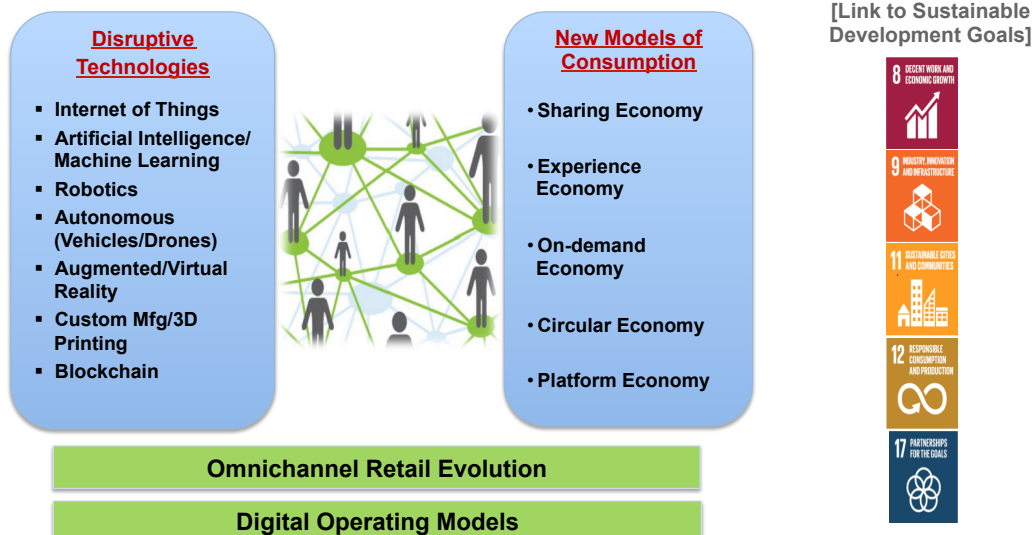 Disruptive
Technologies
▪ Internet of Things
▪ Artificial Intelligence/
Machine Learning
▪ Robotics
▪ Autonomous
(Vehicles/Drones)
▪ Augmented/Virtual
Reality
▪ Custom Mfg/3D
Printing
▪ Blockchain
New Models of
Consumption
• Sharing Economy
• Experience
Economy
• On-demand
Economy
• Circular Economy
• Platform Economy
Omnichannel Retail Evolution
Digital Operating Models
[Link to Sustainable
Development Goals]
8 DECENT WORK AND
ECONOMIC GROWTH
9 INDUSTRY, INNOVATION
AND INFRASTRUCTURE
11 SUSTAINABLE CITIES
AND COMMUNITIES
12 RESPONSIBLE
CONSUMPTION
AND PRODUCTION
17 PARTNERSHIPS
FOR THE GOALS